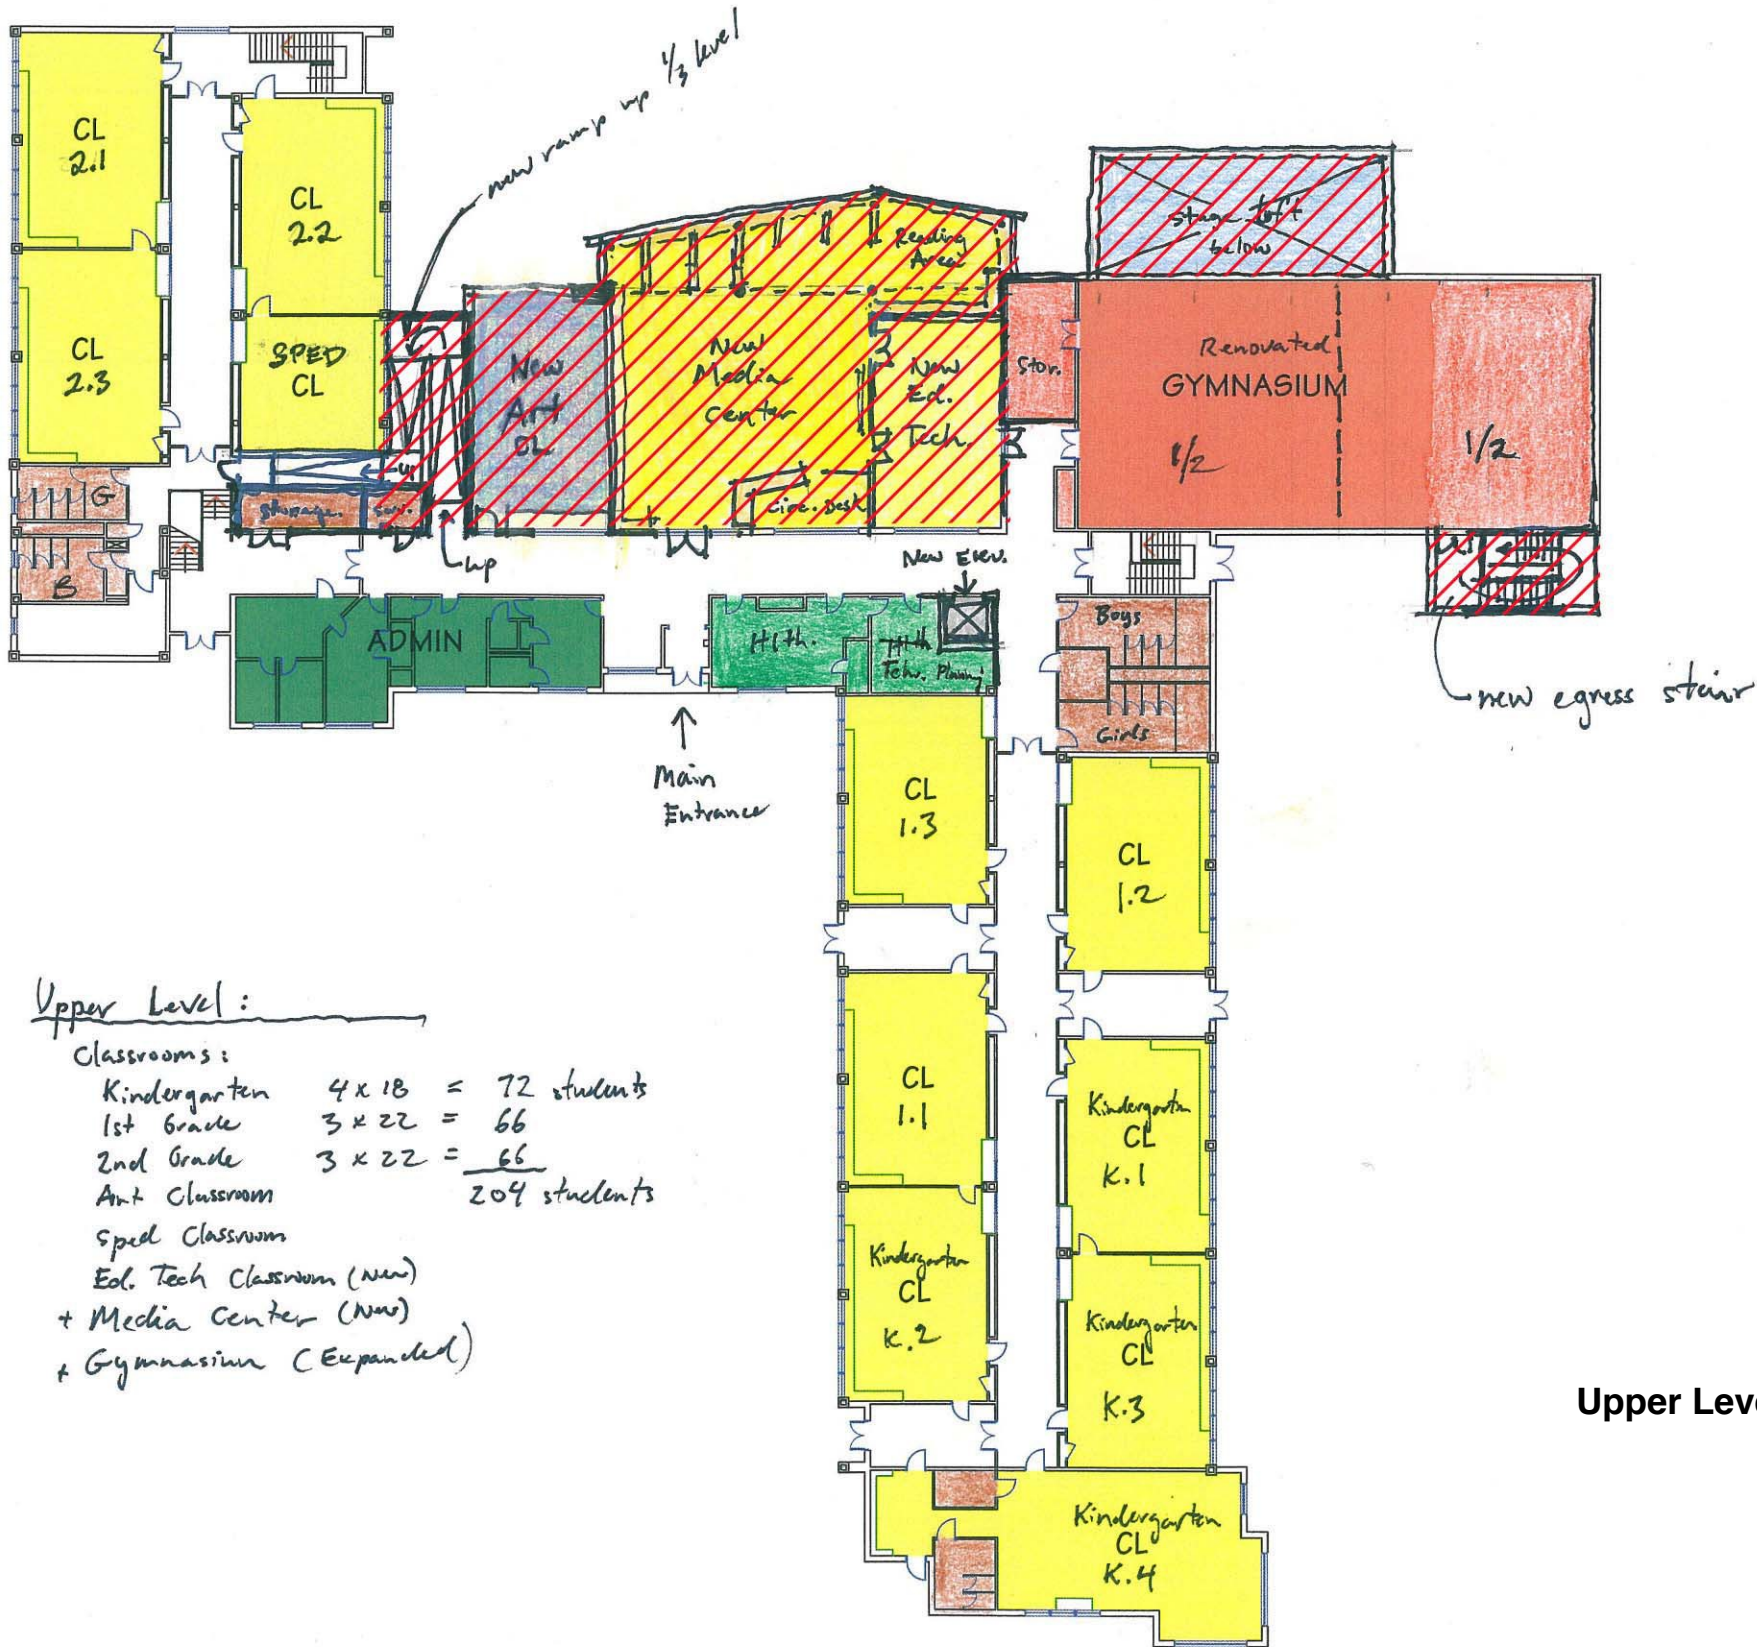 new ramp up 1/3 level
CL
2.1
CL
2.2
CL
2.3
SPED
CL
up
G
B
Storage
up
New
Art
CL
New
Media
Center
Reading
Area
New
Ed.
Tech.
Circ. Desk
Stor.
Stage loft
below
Renovated
GYMNASIUM
1/2
1/2
new egress stair
New Elev.
ADMIN
Hlth.
Hlth
Tchr. Planing
Boys
Girls
Main
Entrance
CL
1.3
CL
1.2
CL
1.1
Kindergarten
CL
K.1
Kindergarten
CL
K.2
Kindergarten
CL
K.3
Kindergarten
CL
K.4
Upper Level:
Classrooms:
Kindergarten 4 x 18 = 72 students
1st Grade 3 x 22 = 66
2nd Grade 3 x 22 = 66
Art Classroom 204 students
Sped Classroom
Ed. Tech Classroom (New)
+ Media Center (New)
+ Gymnasium (Expanded)
Upper Leve